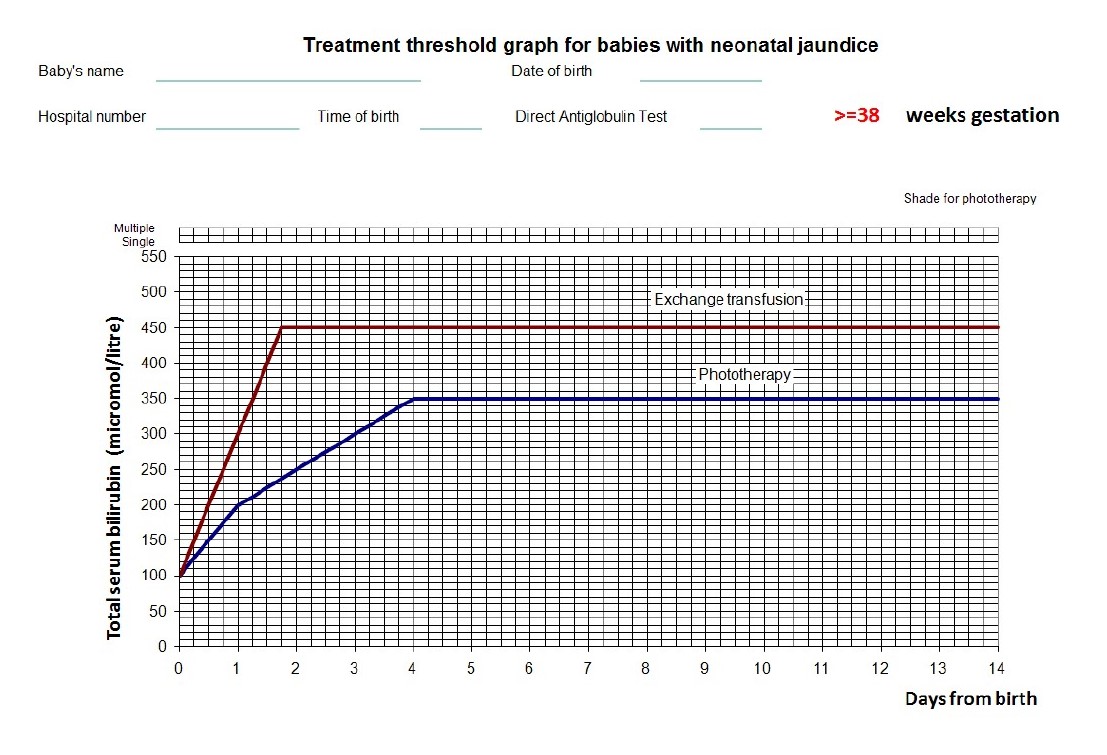 Treatment threshold graph for babies with neonatal jaundice
Baby's name Date of birth
Hospital number Time of birth Direct Antiglobulin Test >=38 weeks gestation
Shade for phototherapy
Multiple
Single
550
500
Exchange transfusion
450
400
Phototherapy
350
300
250
200
150
100
50
0
Total serum bilirubin (micromol/litre)
0 1 2 3 4 5 6 7 8 9 10 11 12 13 14
Days from birth